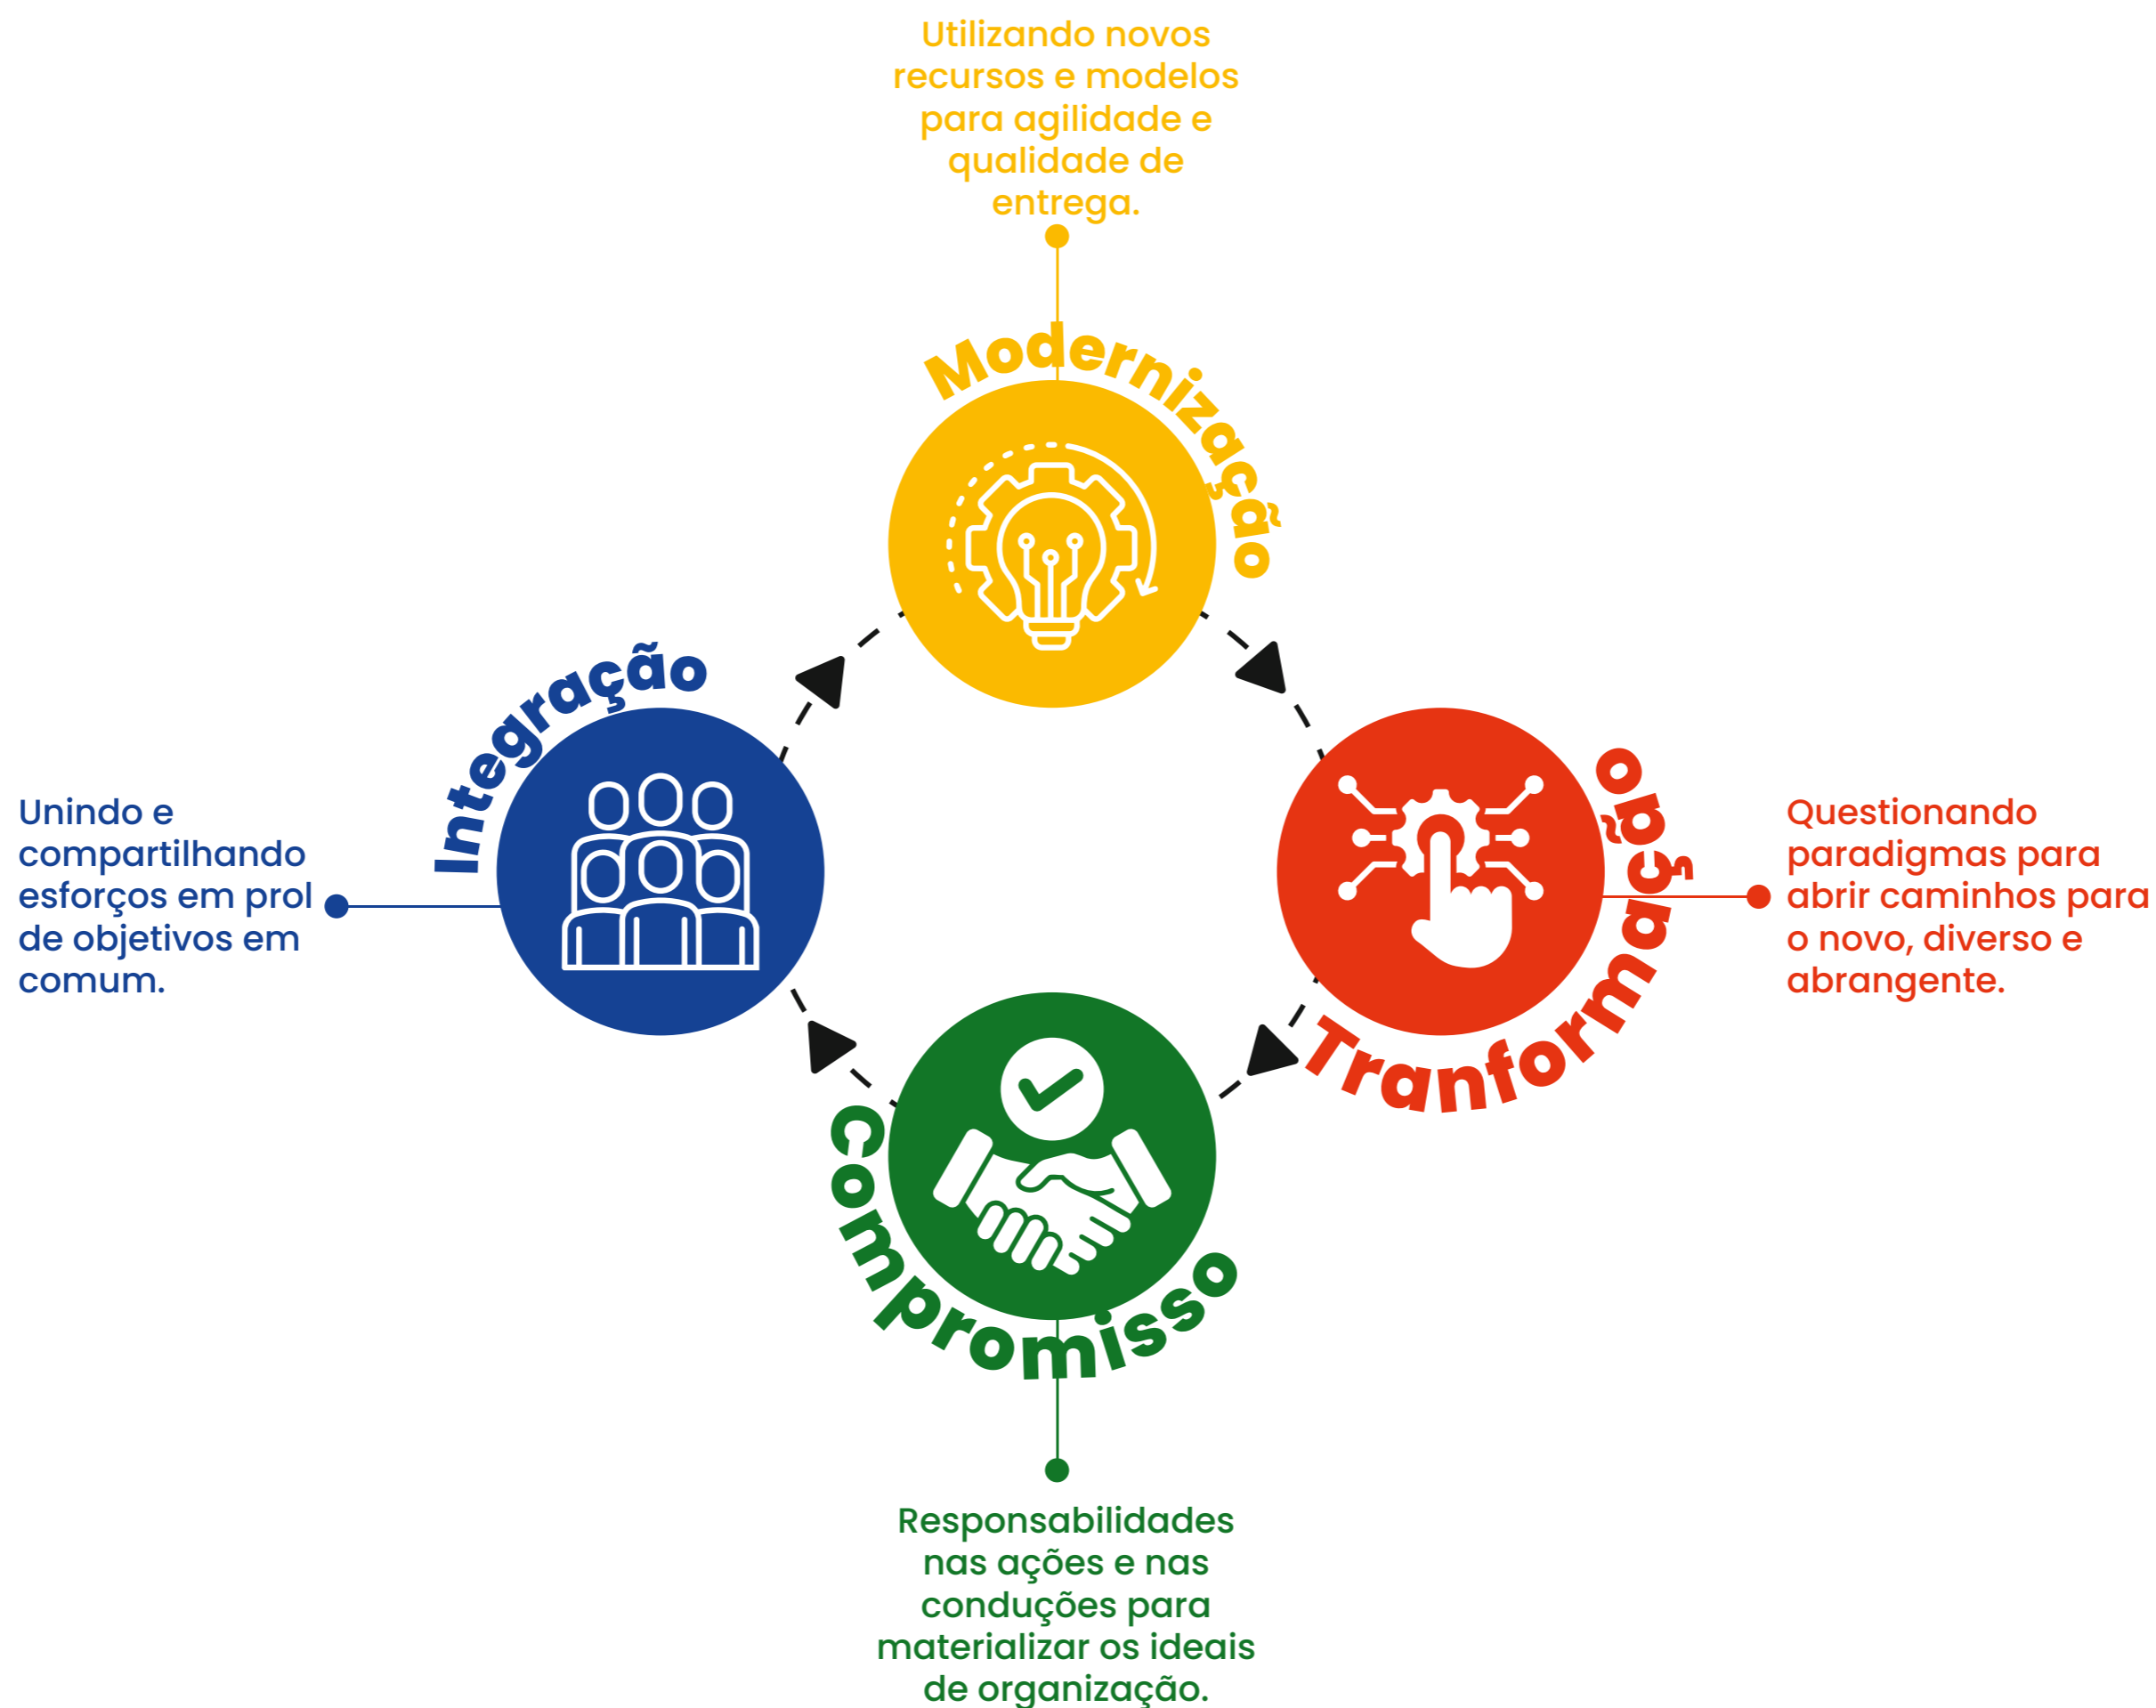 Utilizando novos
recursos e modelos
para agilidade e
qualidade de
entrega.
Modernização
Integração
Unindo e
compartilhando
esforços em prol
de objetivos em
comum.
Tranformação
Questionando
paradigmas para
abrir caminhos para
o novo, diverso e
abrangente.
Compromisso
Responsabilidades
nas ações e nas
conduções para
materializar os ideais
de organização.